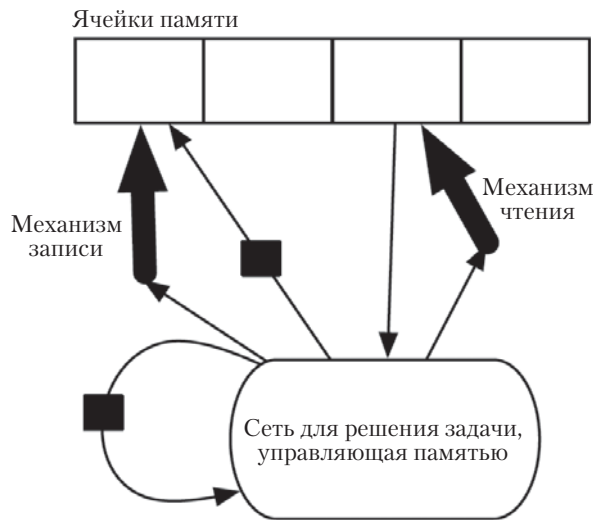 Ячейки памяти
Механизм
записи
Механизм
чтения
Сеть для решения задачи,
управляющая памятью